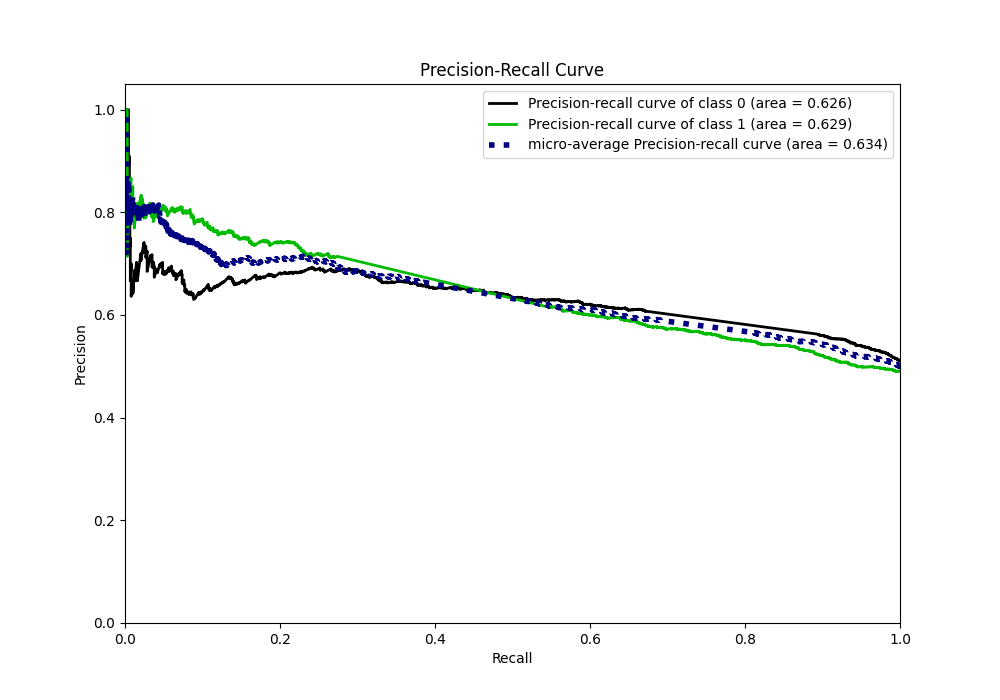 Precision-Recall Curve
Precision-recall curve of class 0 (area = 0.626)
Precision-recall curve of class 1 (area = 0.629)
micro-average Precision-recall curve (area = 0.634)
1.0
0.8
0.6
0.4
0.2
0.0
Precision
0.0 0.2 0.4 0.6 0.8 1.0
Recall